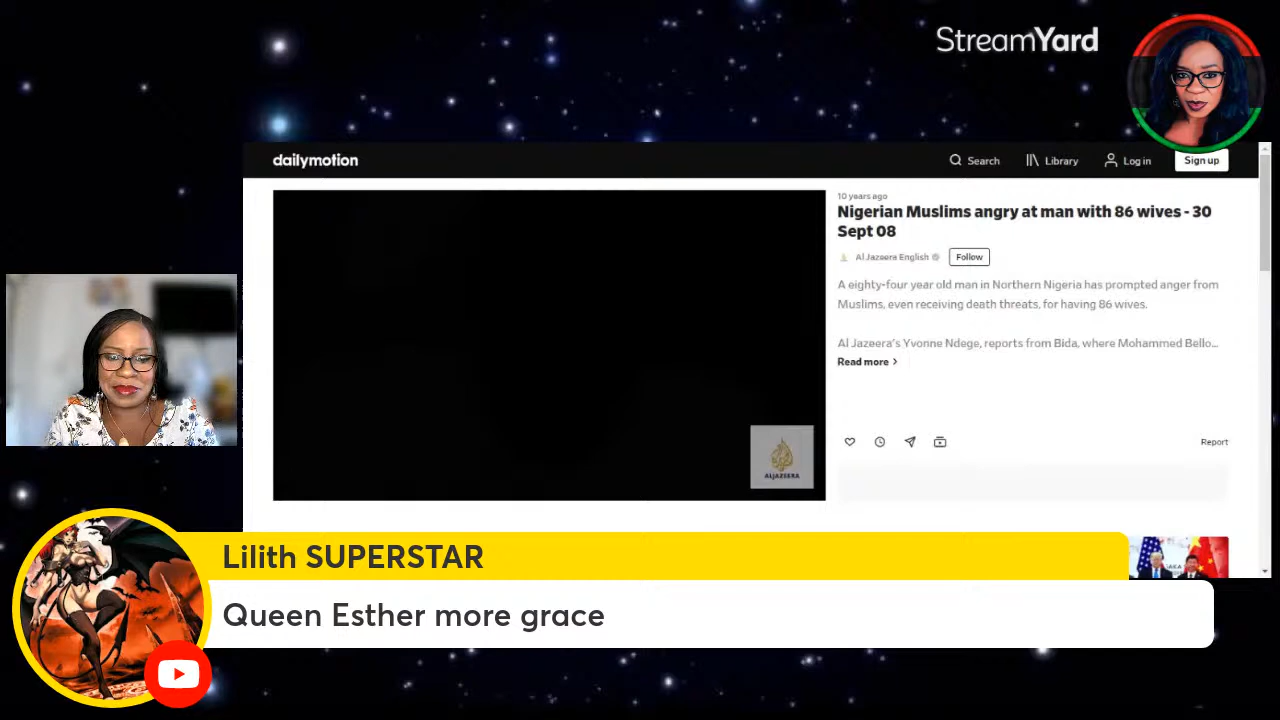 StreamYard
dailymotion
Search
Library
Log in
Sign up
10 years ago
Nigerian Muslims angry at man with 86 wives - 30
Sept 08
Al Jazeera English
Follow
A eighty-four year old man in Northern Nigeria has prompted anger from
Muslims, even receiving death threats, for having 86 wives.
Al Jazeera's Yvonne Ndege, reports from Bida, where Mohammed Bello...
Read more >
ALJAZEERA
Report
Lilith SUPERSTAR
Queen Esther more grace